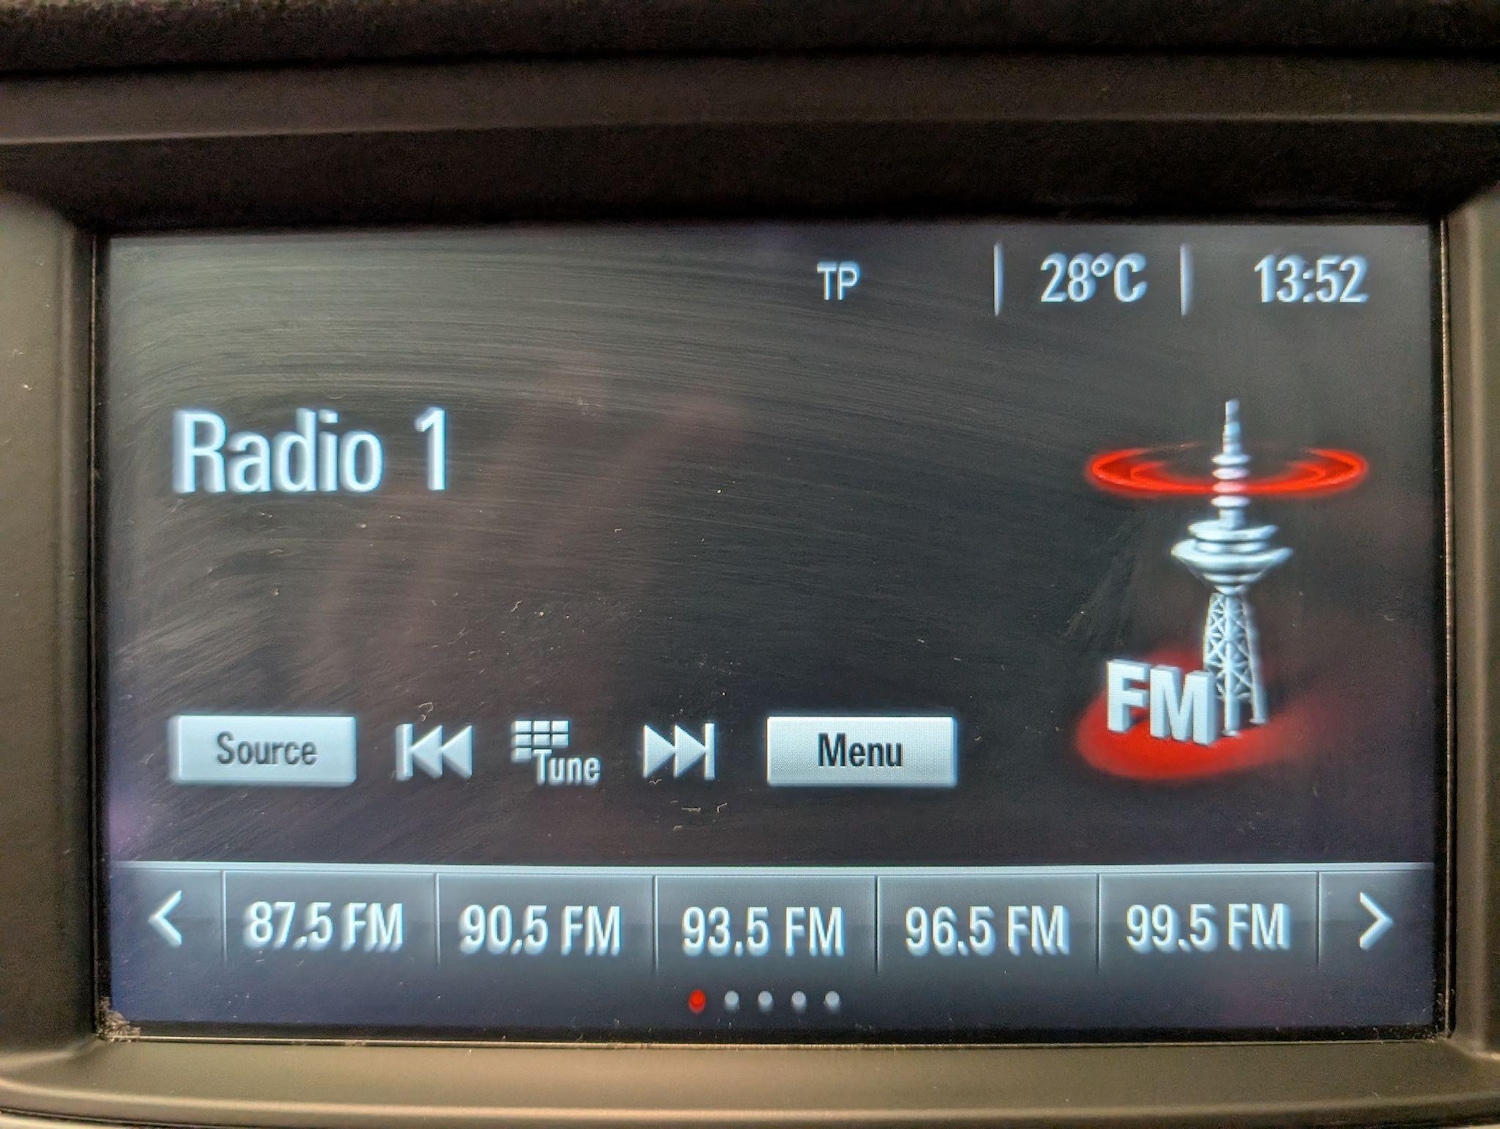 TP 28°C 13:52
Radio 1
FM
Source Tune Menu
87.5 FM 90.5 FM 93.5 FM 96.5 FM 99.5 FM